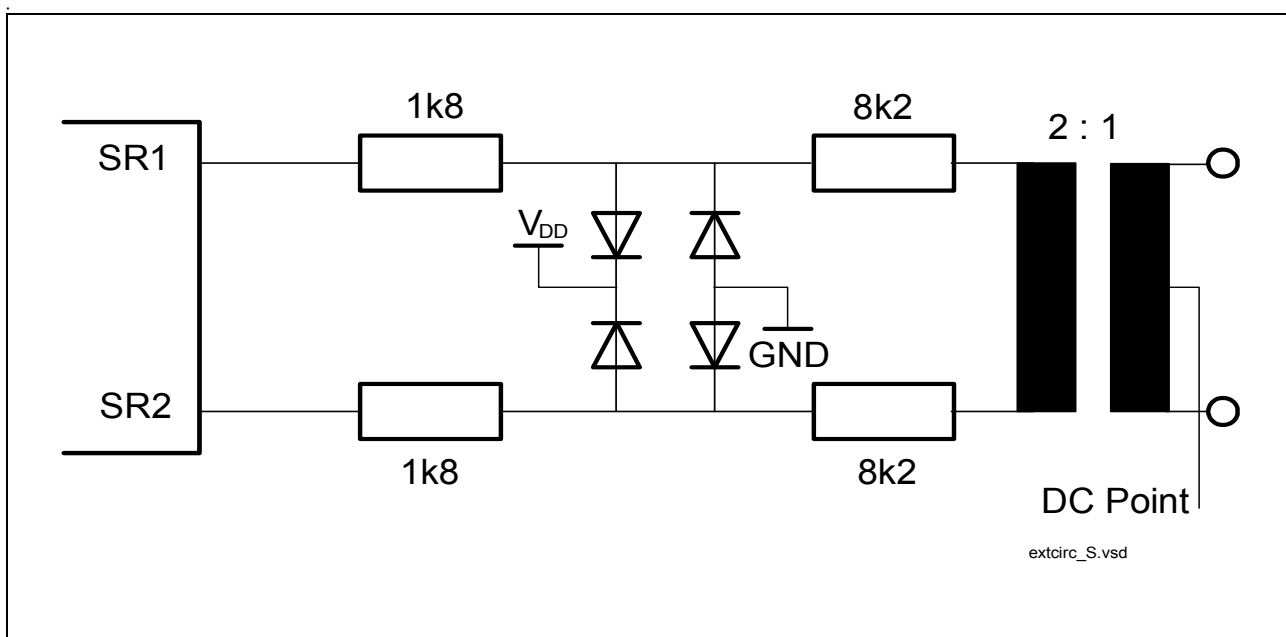 1k8
8k2
2 : 1
SR1
VDD
GND
SR2
1k8
8k2
DC Point
extcirc_S.vsd